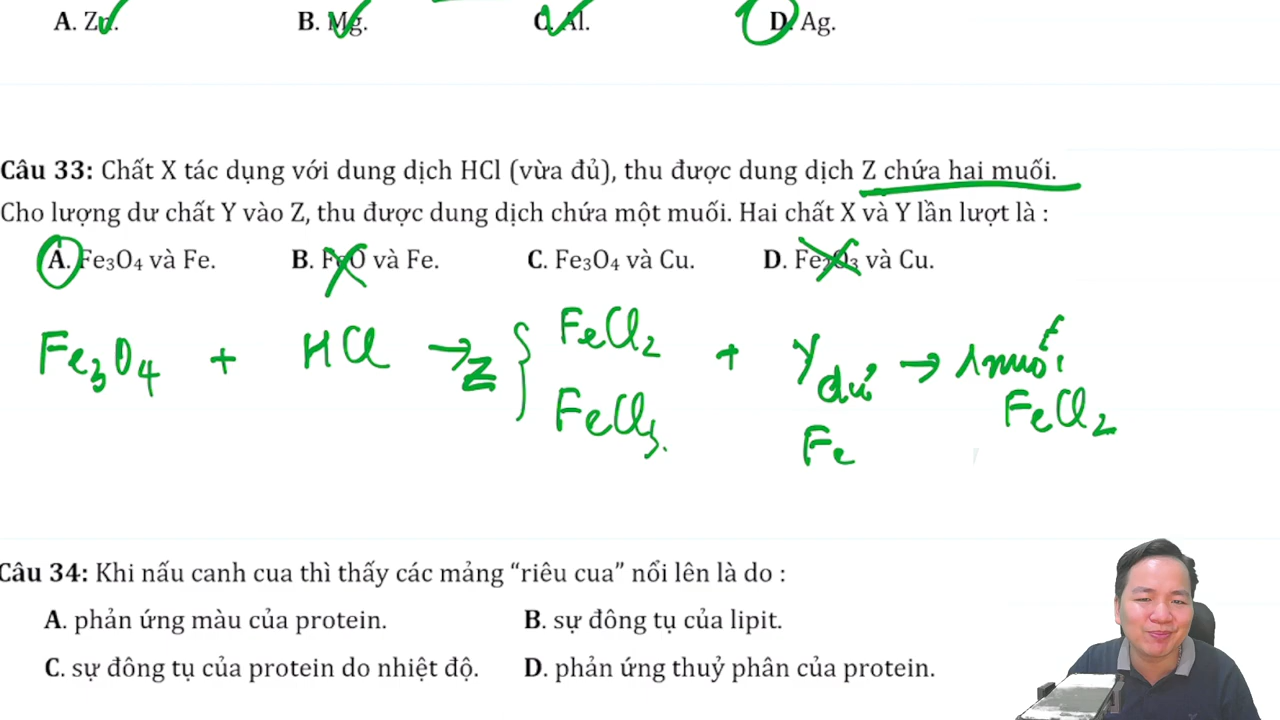 A. Zn. B. Mg. C. Al. D. Ag.
Câu 33: Chất X tác dụng với dung dịch HCl (vừa đủ), thu được dung dịch Z chứa hai muối.
Cho lượng dư chất Y vào Z, thu được dung dịch chứa một muối. Hai chất X và Y lần lượt là :
A. Fe₃O₄ và Fe. B. FeO và Fe. C. Fe₃O₄ và Cu. D. Fe₂O₃ và Cu.
Fe₃O₄ + HCl → Z { FeCl₂ + Y dư → 1 muối
FeCl₃. Fe FeCl₂
Câu 34: Khi nấu canh cua thì thấy các mảng “riêu cua” nổi lên là do :
A. phản ứng màu của protein. B. sự đông tụ của lipit.
C. sự đông tụ của protein do nhiệt độ. D. phản ứng thuỷ phân của protein.